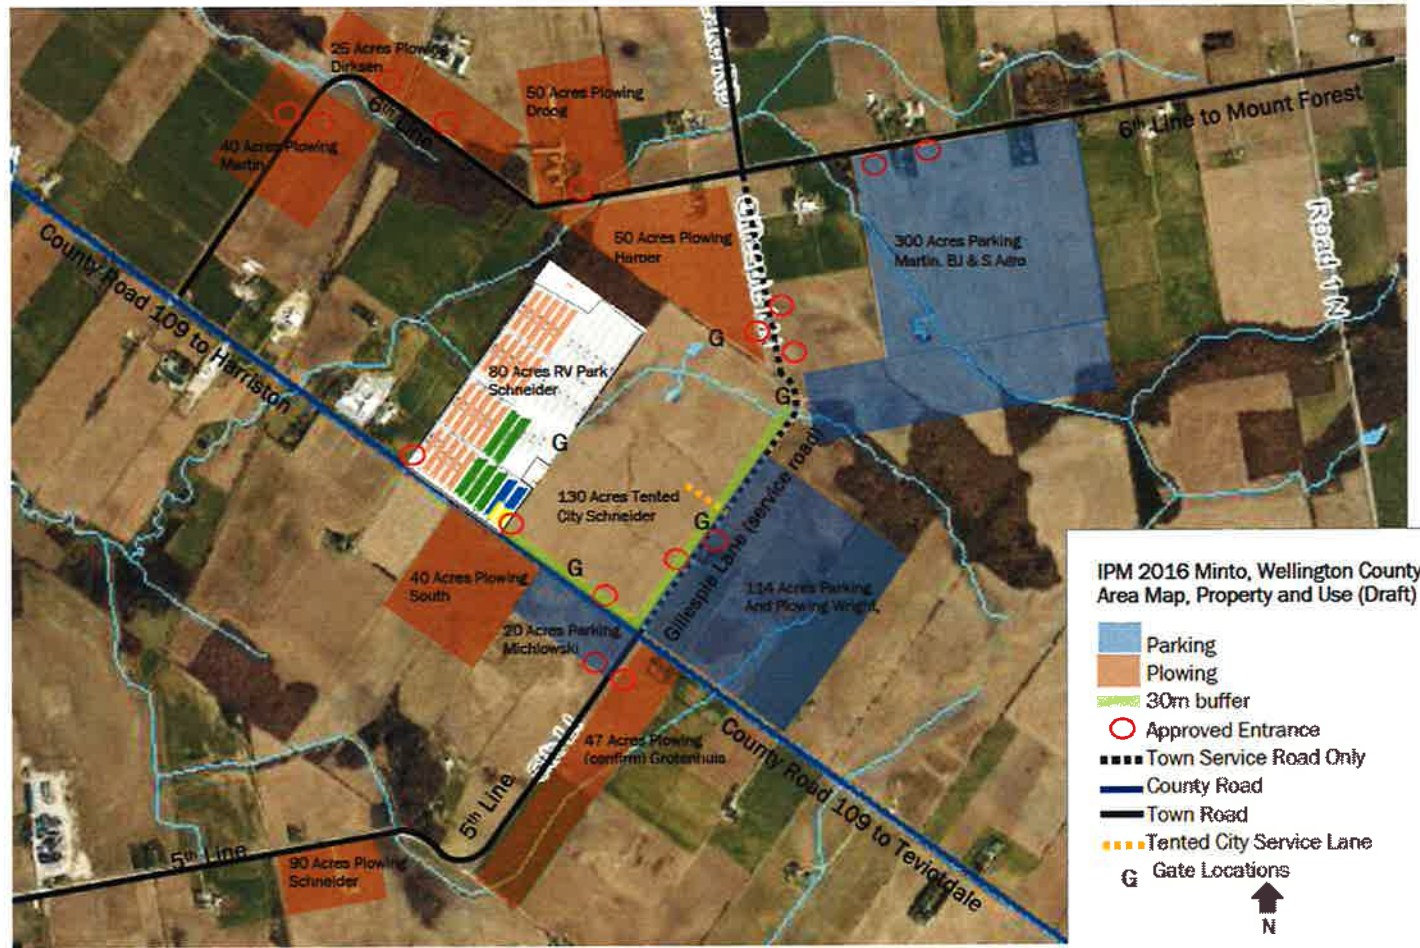 25 Acres Plowing
Dirksen
50 Acres Plowing
Droog
6th Line
40 Acres Plowing
Martin
6th Line to Mount Forest
50 Acres Plowing
Harper
300 Acres Parking
Martin, BJ & S Adro
Road 1 N
County Road 109 to Harriston
G
80 Acres RV Park
Schneider
G
G
130 Acres Tented
City Schneider
G
Gillespie Lane (service road)
G
40 Acres Plowing
South
114 Acres Parking
And Plowing Wright,
20 Acres Parking
Michlowski
47 Acres Plowing
(confirm) Grotenhuis
County Road 109 to Teviotdale
5th Line
5th Line
90 Acres Plowing
Schneider
IPM 2016 Minto, Wellington County
Area Map, Property and Use (Draft)
Parking
Plowing
30m buffer
Approved Entrance
Town Service Road Only
County Road
Town Road
Tented City Service Lane
G Gate Locations
N